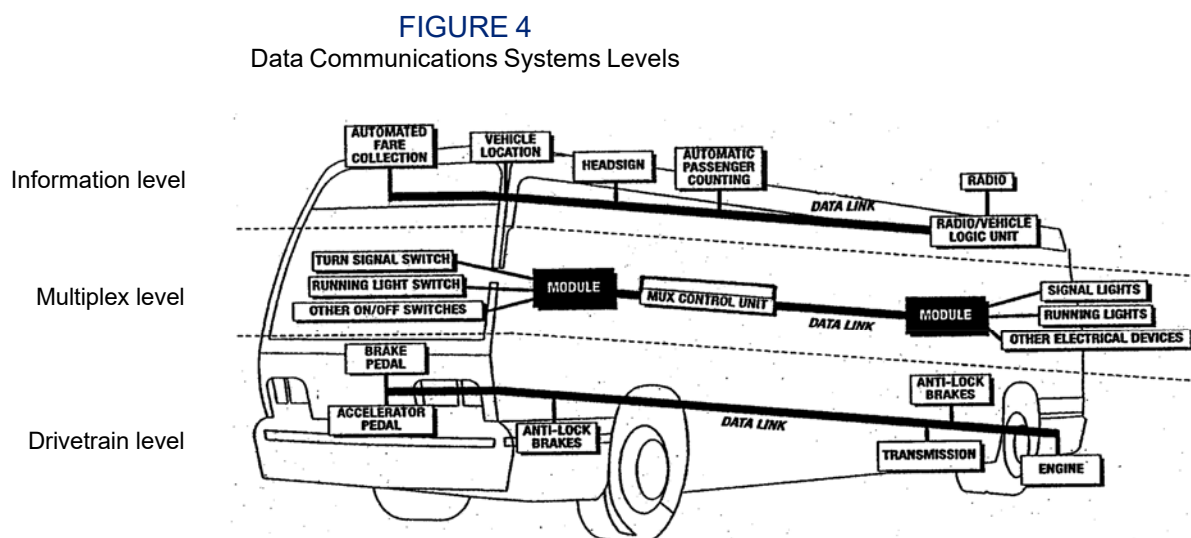 FIGURE 4
Data Communications Systems Levels
Information level
AUTOMATED
FARE
COLLECTION
VEHICLE
LOCATION
HEADSIGN
AUTOMATIC
PASSENGER
COUNTING
DATA LINK
RADIO
RADIO/VEHICLE
LOGIC UNIT
Multiplex level
TURN SIGNAL SWITCH
RUNNING LIGHT SWITCH
OTHER ON/OFF SWITCHES
MODULE
MUX CONTROL UNIT
DATA LINK
MODULE
SIGNAL LIGHTS
RUNNING LIGHTS
OTHER ELECTRICAL DEVICES
Drivetrain level
BRAKE
PEDAL
ACCELERATOR
PEDAL
ANTI-LOCK
BRAKES
DATA LINK
ANTI-LOCK
BRAKES
TRANSMISSION
ENGINE